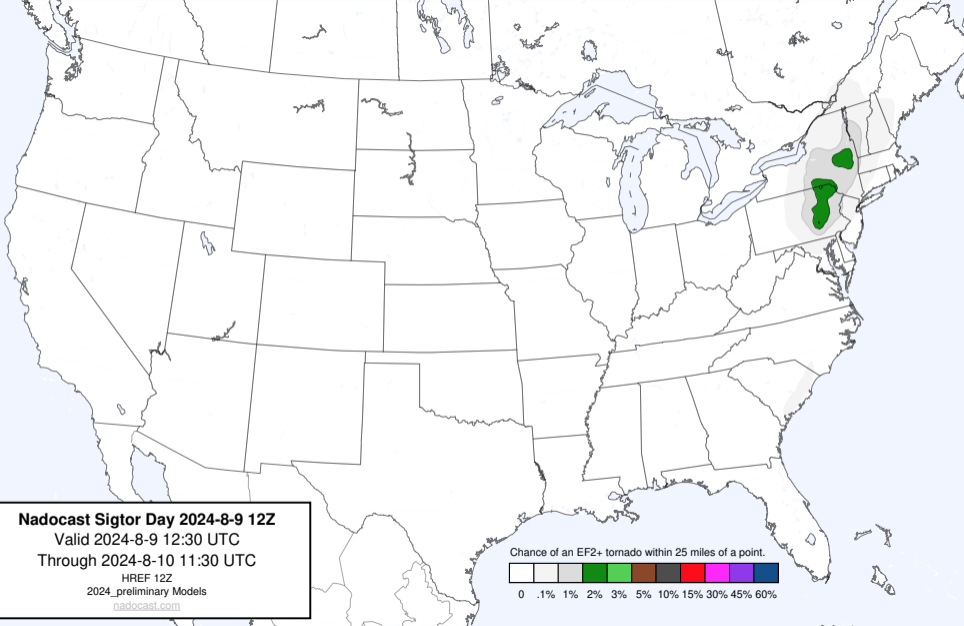 Nadocast Sigtor Day 2024-8-9 12Z
Valid 2024-8-9 12:30 UTC
Through 2024-8-10 11:30 UTC
HREF 12Z
2024_preliminary Models
nadocast.com
Chance of an EF2+ tornado within 25 miles of a point.
0 .1% 1% 2% 3% 5% 10% 15% 30% 45% 60%